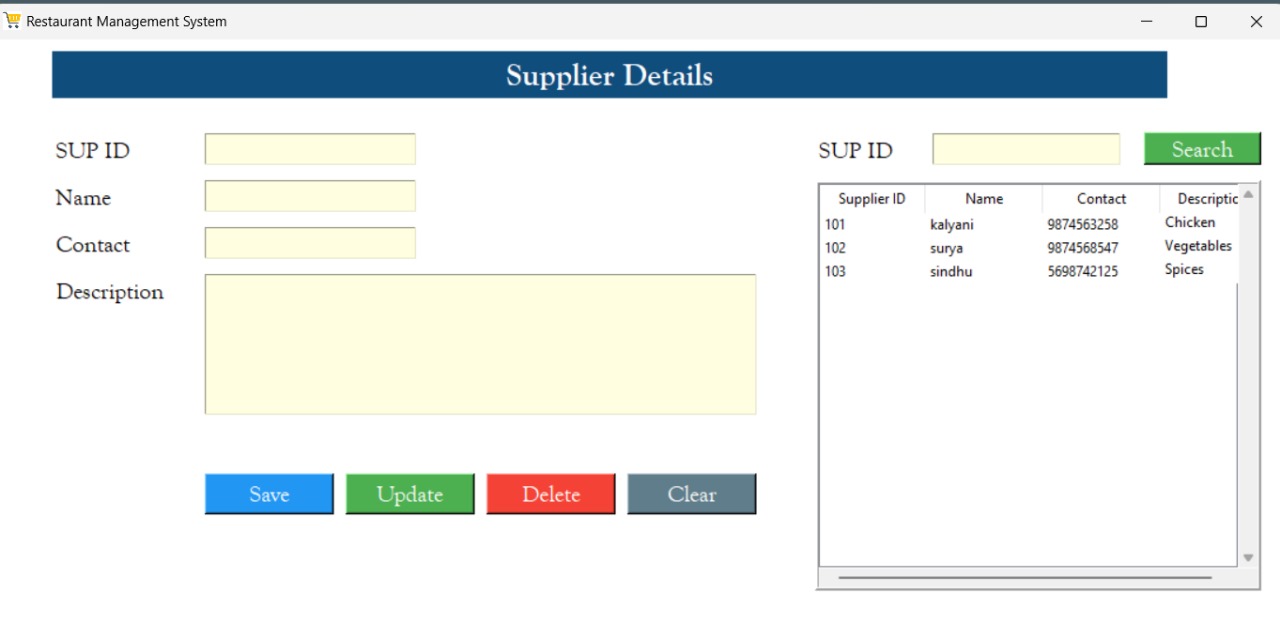 Restaurant Management System
Supplier Details
SUP ID
Name
Contact
Description
Save Update Delete Clear
SUP ID Search
Supplier ID Name Contact Descriptic
101 kalyani 9874563258 Chicken
102 surya 9874568547 Vegetables
103 sindhu 5698742125 Spices